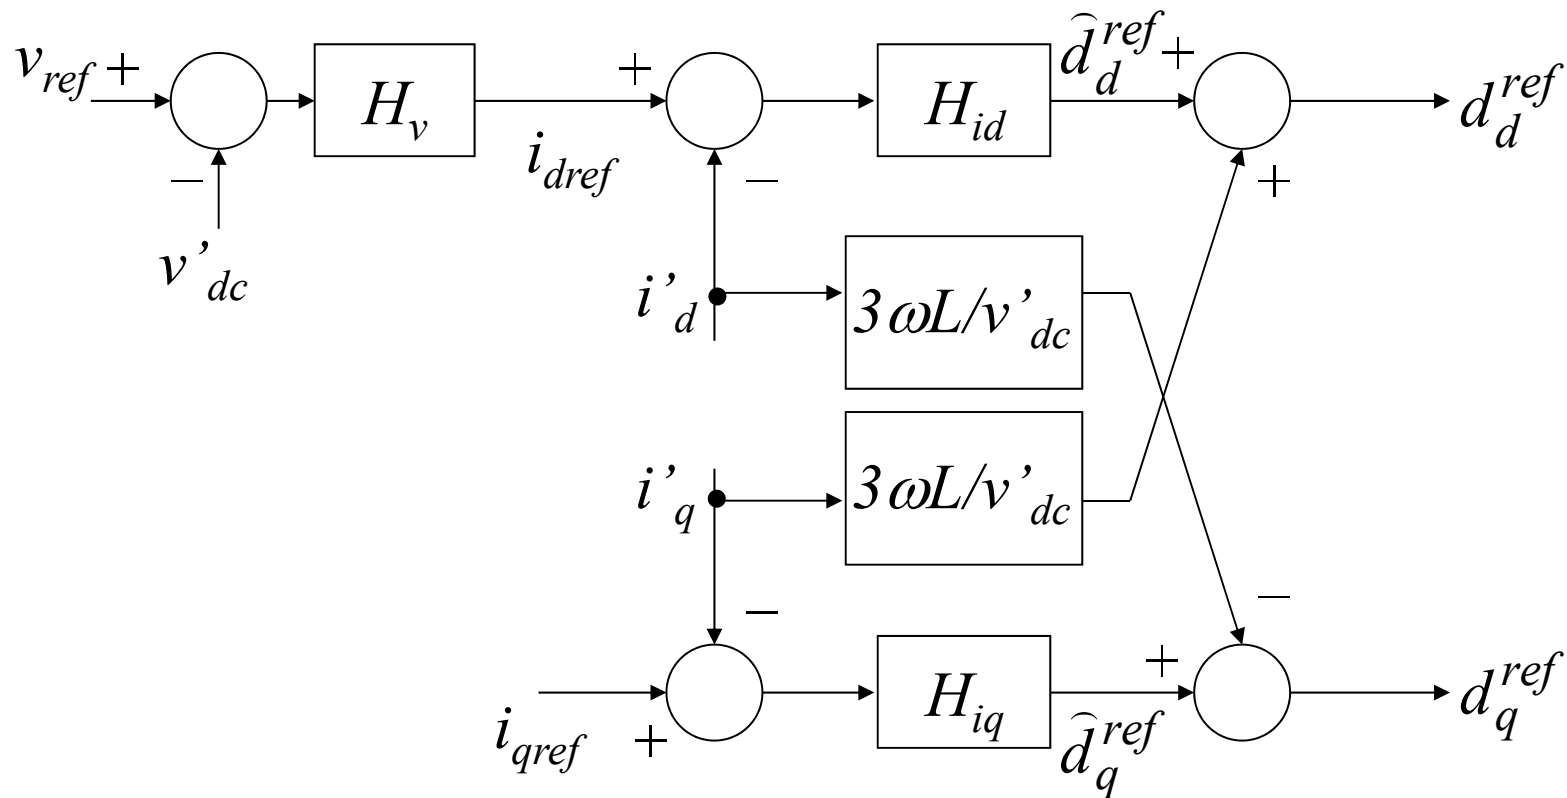 v_ref + H_v + H_id d̂_d^ref + d_d^ref
− i_dref − +
v'_dc
i'_d 3ωL/v'_dc
i'_q 3ωL/v'_dc
− −
i_qref + H_iq d̂_q^ref + d_q^ref